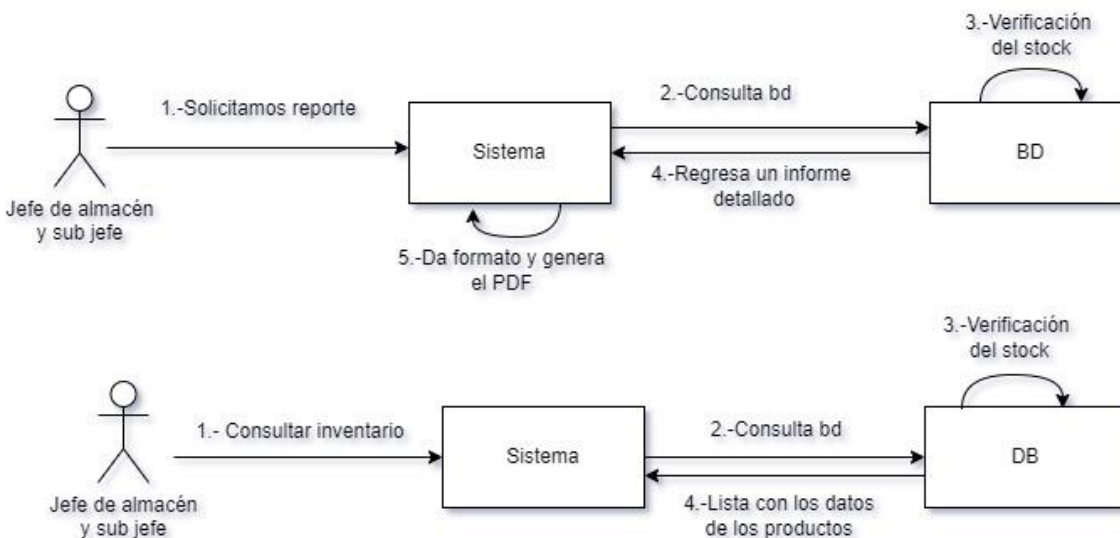 3.-Verificación
del stock
1.-Solicitamos reporte
2.-Consulta bd
Sistema
BD
4.-Regresa un informe
detallado
Jefe de almacén
y sub jefe
5.-Da formato y genera
el PDF
3.-Verificación
del stock
1.- Consultar inventario
2.-Consulta bd
Sistema
DB
4.-Lista con los datos
de los productos
Jefe de almacén
y sub jefe